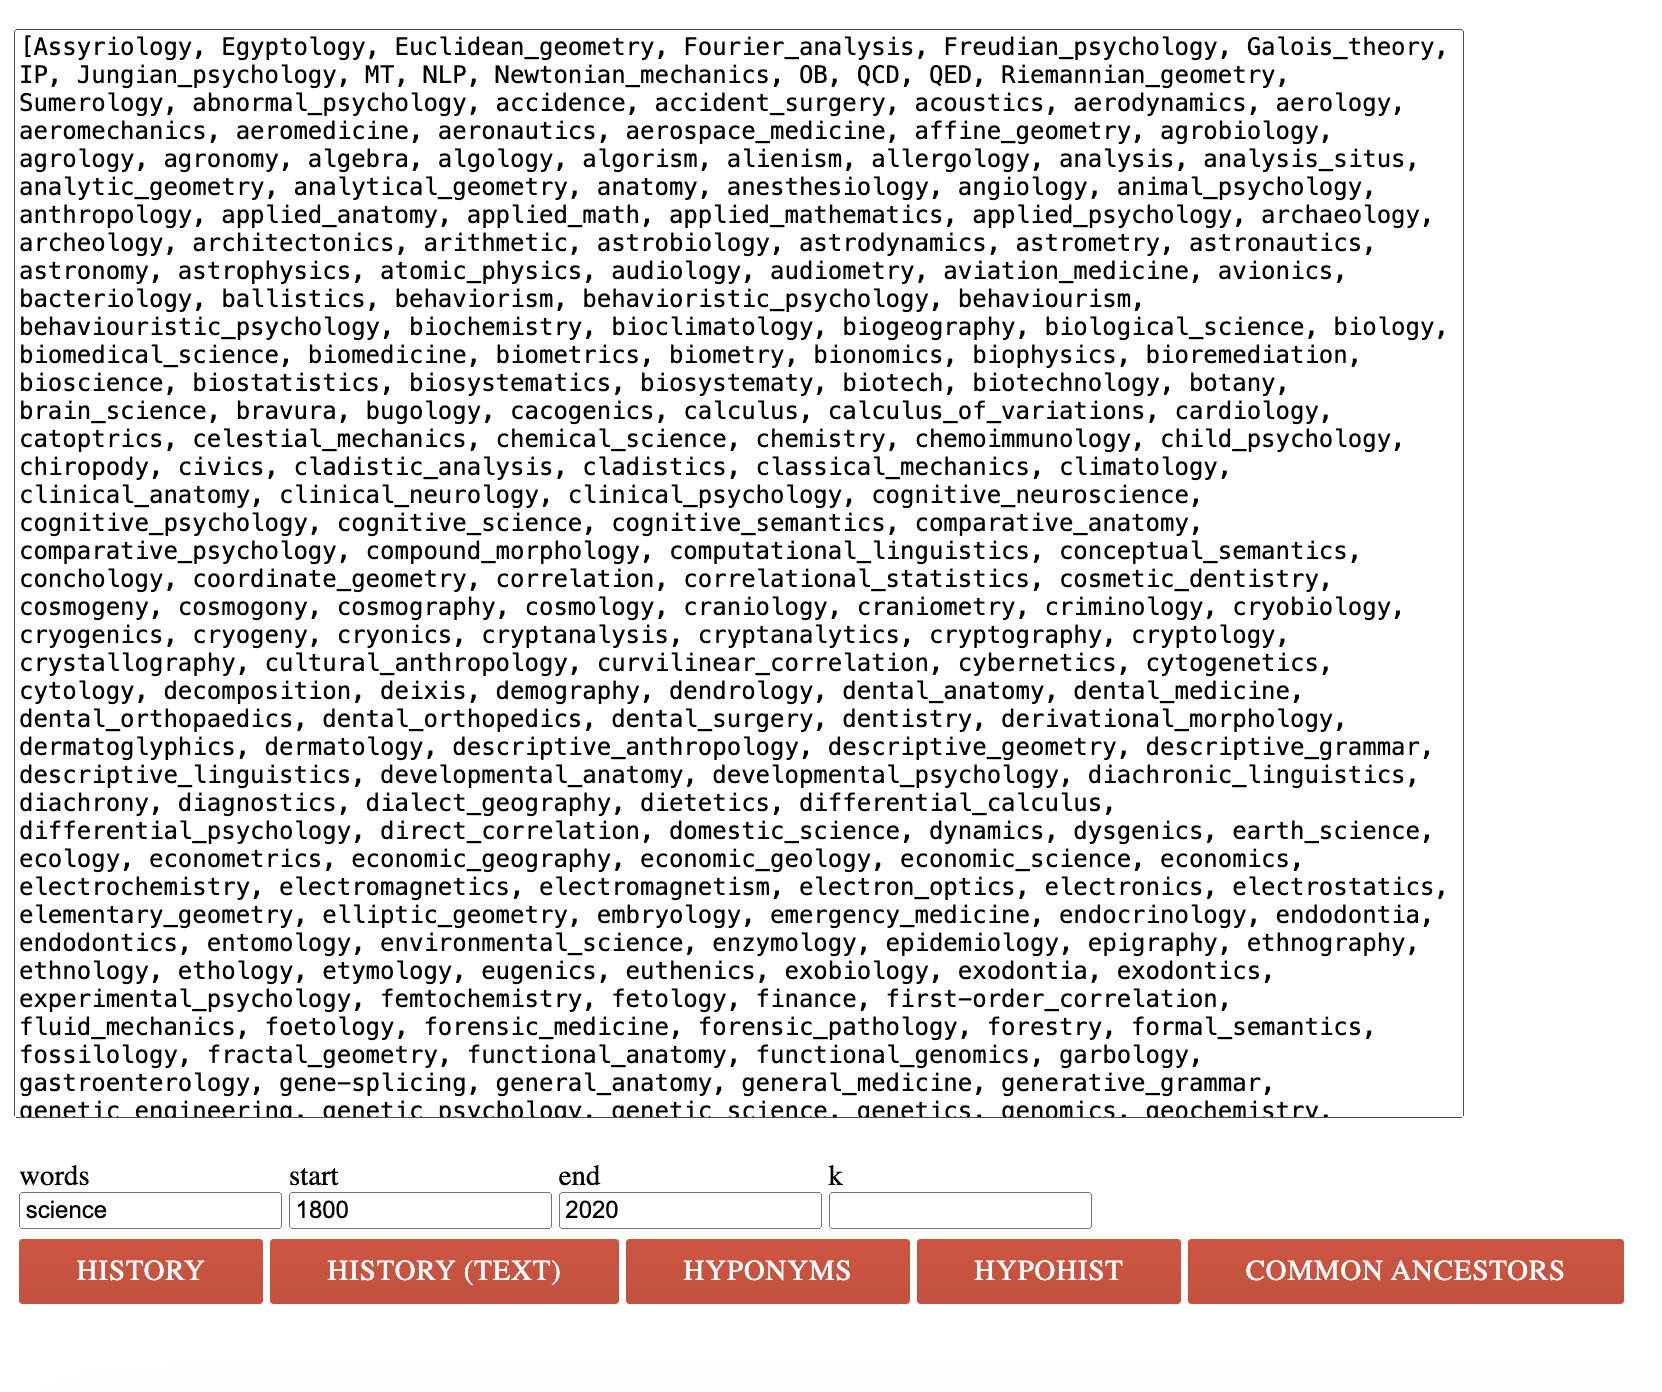 [Assyriology, Egyptology, Euclidean_geometry, Fourier_analysis, Freudian_psychology, Galois_theory,
IP, Jungian_psychology, MT, NLP, Newtonian_mechanics, OB, QCD, QED, Riemannian_geometry,
Sumerology, abnormal_psychology, accidence, accident_surgery, acoustics, aerodynamics, aerology,
aeromechanics, aeromedicine, aeronautics, aerospace_medicine, affine_geometry, agrobiology,
agrology, agronomy, algebra, algology, algorism, alienism, allergology, analysis, analysis_situs,
analytic_geometry, analytical_geometry, anatomy, anesthesiology, angiology, animal_psychology,
anthropology, applied_anatomy, applied_math, applied_mathematics, applied_psychology, archaeology,
archeology, architectonics, arithmetic, astrobiology, astrodynamics, astrometry, astronautics,
astronomy, astrophysics, atomic_physics, audiology, audiometry, aviation_medicine, avionics,
bacteriology, ballistics, behaviorism, behavioristic_psychology, behaviourism,
behaviouristic_psychology, biochemistry, bioclimatology, biogeography, biological_science, biology,
biomedical_science, biomedicine, biometrics, biometry, bionomics, biophysics, bioremediation,
bioscience, biostatistics, biosystematics, biosystematy, biotech, biotechnology, botany,
brain_science, bravura, bugology, cacogenics, calculus, calculus_of_variations, cardiology,
catoptrics, celestial_mechanics, chemical_science, chemistry, chemoimmunology, child_psychology,
chiropody, civics, cladistic_analysis, cladistics, classical_mechanics, climatology,
clinical_anatomy, clinical_neurology, clinical_psychology, cognitive_neuroscience,
cognitive_psychology, cognitive_science, cognitive_semantics, comparative_anatomy,
comparative_psychology, compound_morphology, computational_linguistics, conceptual_semantics,
conchology, coordinate_geometry, correlation, correlational_statistics, cosmetic_dentistry,
cosmogeny, cosmogony, cosmography, cosmology, craniology, craniometry, criminology, cryobiology,
cryogenics, cryogeny, cryonics, cryptanalysis, cryptanalytics, cryptography, cryptology,
crystallography, cultural_anthropology, curvilinear_correlation, cybernetics, cytogenetics,
cytology, decomposition, deixis, demography, dendrology, dental_anatomy, dental_medicine,
dental_orthopaedics, dental_orthopedics, dental_surgery, dentistry, derivational_morphology,
dermatoglyphics, dermatology, descriptive_anthropology, descriptive_geometry, descriptive_grammar,
descriptive_linguistics, developmental_anatomy, developmental_psychology, diachronic_linguistics,
diachrony, diagnostics, dialect_geography, dietetics, differential_calculus,
differential_psychology, direct_correlation, domestic_science, dynamics, dysgenics, earth_science,
ecology, econometrics, economic_geography, economic_geology, economic_science, economics,
electrochemistry, electromagnetics, electromagnetism, electron_optics, electronics, electrostatics,
elementary_geometry, elliptic_geometry, embryology, emergency_medicine, endocrinology, endodontia,
endodontics, entomology, environmental_science, enzymology, epidemiology, epigraphy, ethnography,
ethnology, ethology, etymology, eugenics, euthenics, exobiology, exodontia, exodontics,
experimental_psychology, femtochemistry, fetology, finance, first-order_correlation,
fluid_mechanics, foetology, forensic_medicine, forensic_pathology, forestry, formal_semantics,
fossilology, fractal_geometry, functional_anatomy, functional_genomics, garbology,
gastroenterology, gene-splicing, general_anatomy, general_medicine, generative_grammar,
genetic_engineering, genetic_psychology, genetic_science, genetics, genomics, geochemistry,
words start end k
science 1800 2020
HISTORY HISTORY (TEXT) HYPONYMS HYPOHIST COMMON ANCESTORS